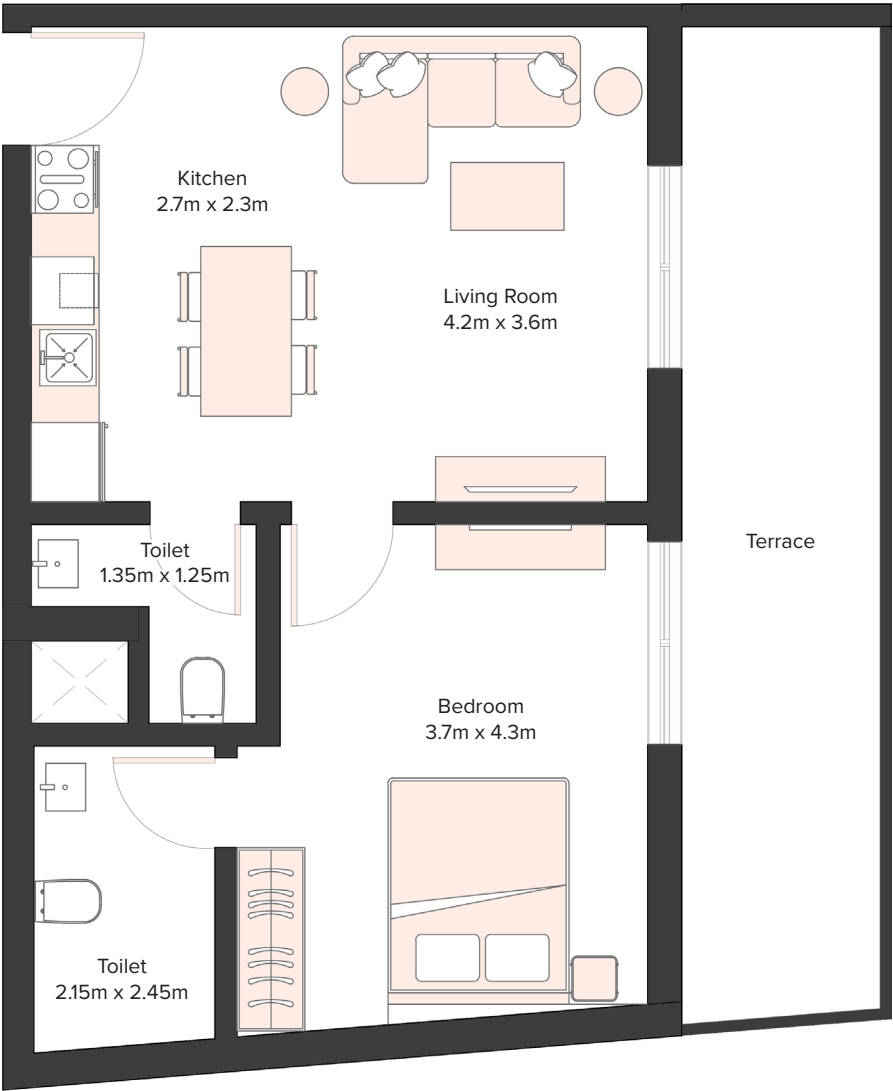 Kitchen
2.7m x 2.3m
Living Room
4.2m x 3.6m
Terrace
Toilet
1.35m x 1.25m
Bedroom
3.7m x 4.3m
Toilet
2.15m x 2.45m